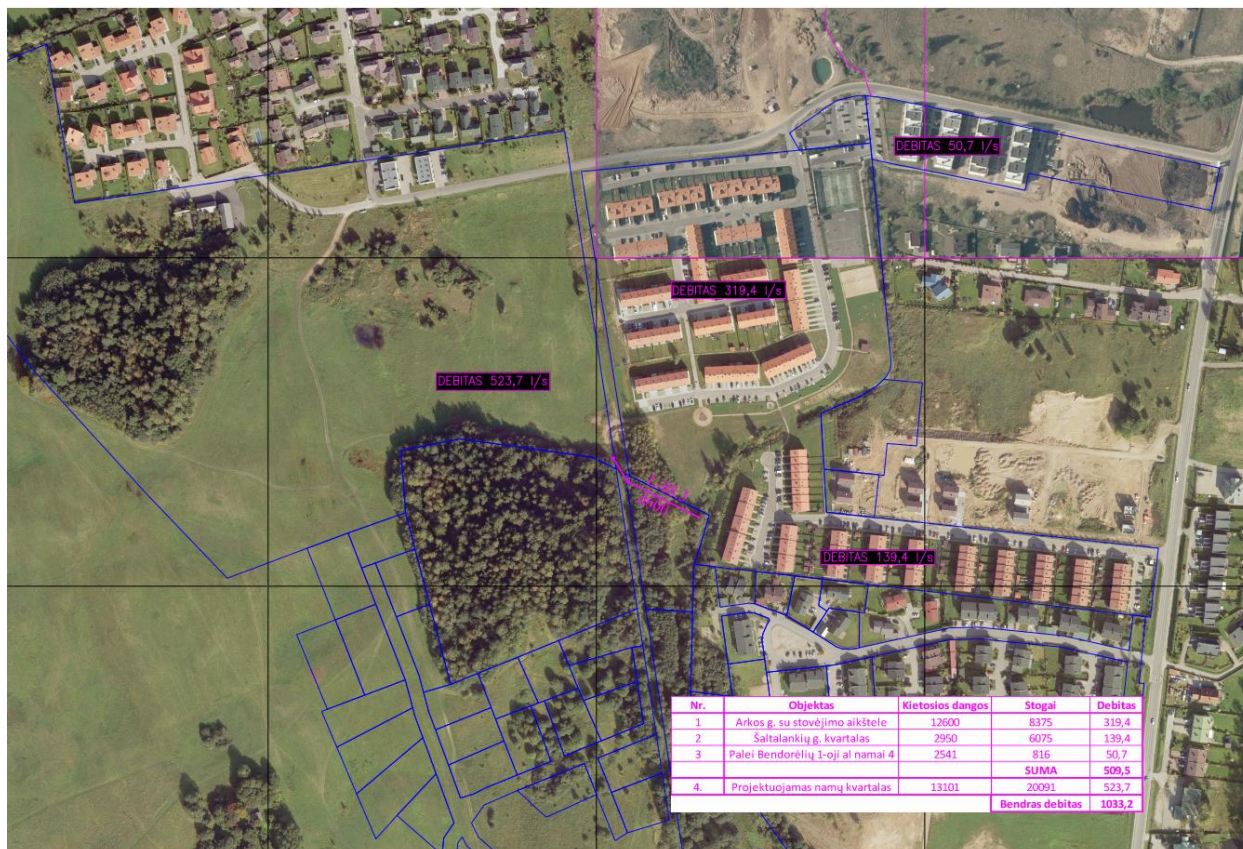 DEBITAS 50,7 l/s
DEBITAS 319,4 l/s
DEBITAS 523,7 l/s
DEBITAS 139,4 l/s
Nr. Objektas Kietosios dangos Stogai Debitas
1 Arkos g. su stovėjimo aikštele 12600 8375 319,4
2 Šaltalankių g. kvartalas 2950 6075 139,4
3 Palei Bendorėlių 1-oji al namai 4 2541 816 50,7
SUMA 509,5
4. Projektuojamas namų kvartalas 13101 20091 523,7
Bendras debitas 1033,2